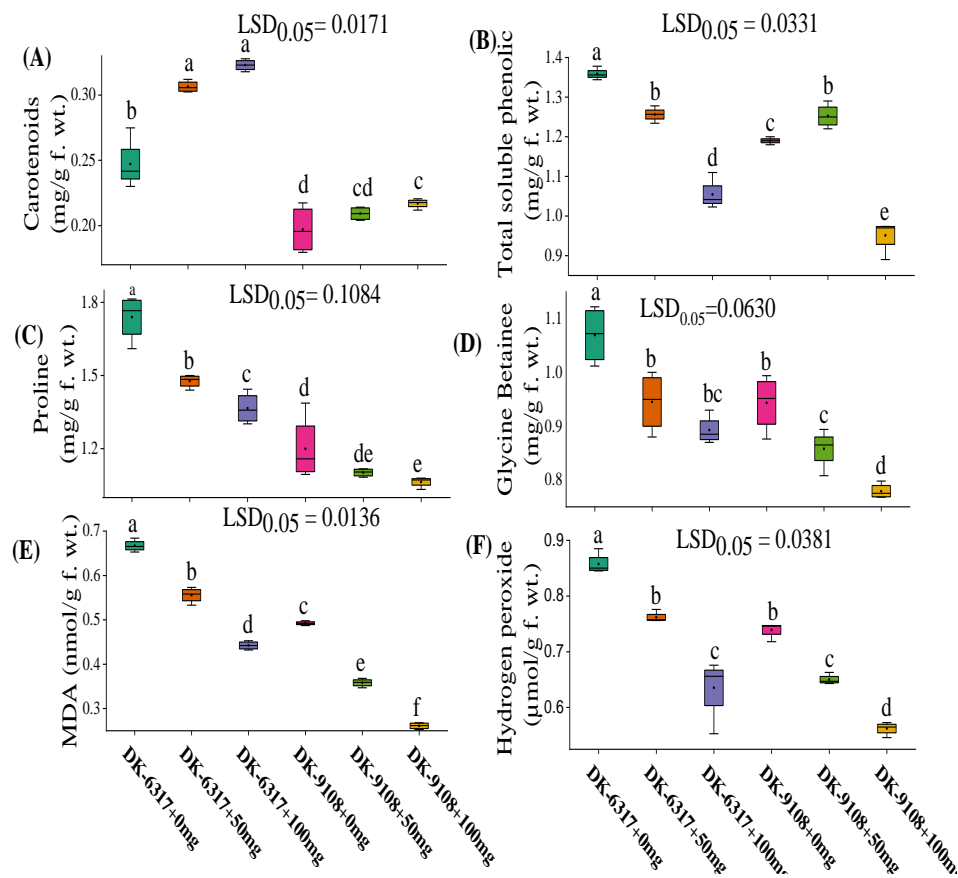 (A)
LSD0.05= 0.0171
Carotenoids
(mg/g f. wt.)
0.30
0.25
0.20
b
a
a
d
cd
c
(B)
LSD0.05 = 0.0331
Total soluble phenolic
(mg/g f. wt.)
1.4
1.3
1.2
1.1
1.0
0.9
a
b
d
c
b
e
(C)
LSD0.05= 0.1084
Proline
(mg/g f. wt.)
1.8
1.5
1.2
a
b
c
d
de
e
(D)
LSD0.05=0.0630
Glycine Betainee
(mg/g f. wt.)
1.1
1.0
0.9
0.8
a
b
bc
b
c
d
(E)
LSD0.05 = 0.0136
MDA (nmol/g f. wt.)
0.7
0.6
0.5
0.4
0.3
a
b
d
c
e
f
DK-6317+0mg
DK-6317+50mg
DK-6317+100mg
DK-9108+0mg
DK-9108+50mg
DK-9108+100mg
(F)
LSD0.05 = 0.0381
Hydrogen peroxide
(µmol/g f. wt.)
0.9
0.8
0.7
0.6
a
b
c
b
c
d
DK-6317+0mg
DK-6317+50mg
DK-6317+100mg
DK-9108+0mg
DK-9108+50mg
DK-9108+100mg